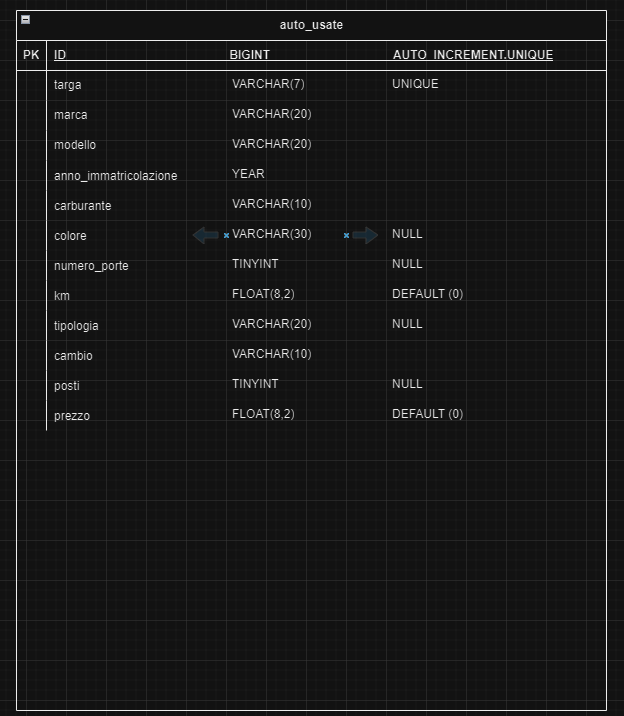 auto_usate
PK ID BIGINT AUTO_INCREMENT.UNIQUE
targa VARCHAR(7) UNIQUE
marca VARCHAR(20)
modello VARCHAR(20)
anno_immatricolazione YEAR
carburante VARCHAR(10)
colore VARCHAR(30) NULL
numero_porte TINYINT NULL
km FLOAT(8,2) DEFAULT (0)
tipologia VARCHAR(20) NULL
cambio VARCHAR(10)
posti TINYINT NULL
prezzo FLOAT(8,2) DEFAULT (0)